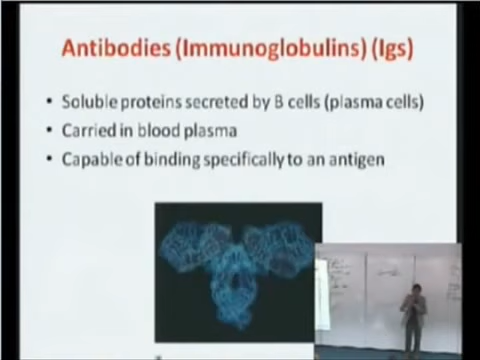 Antibodies (Immunoglobulins) (Igs)
• Soluble proteins secreted by B cells (plasma cells)
• Carried in blood plasma
• Capable of binding specifically to an antigen